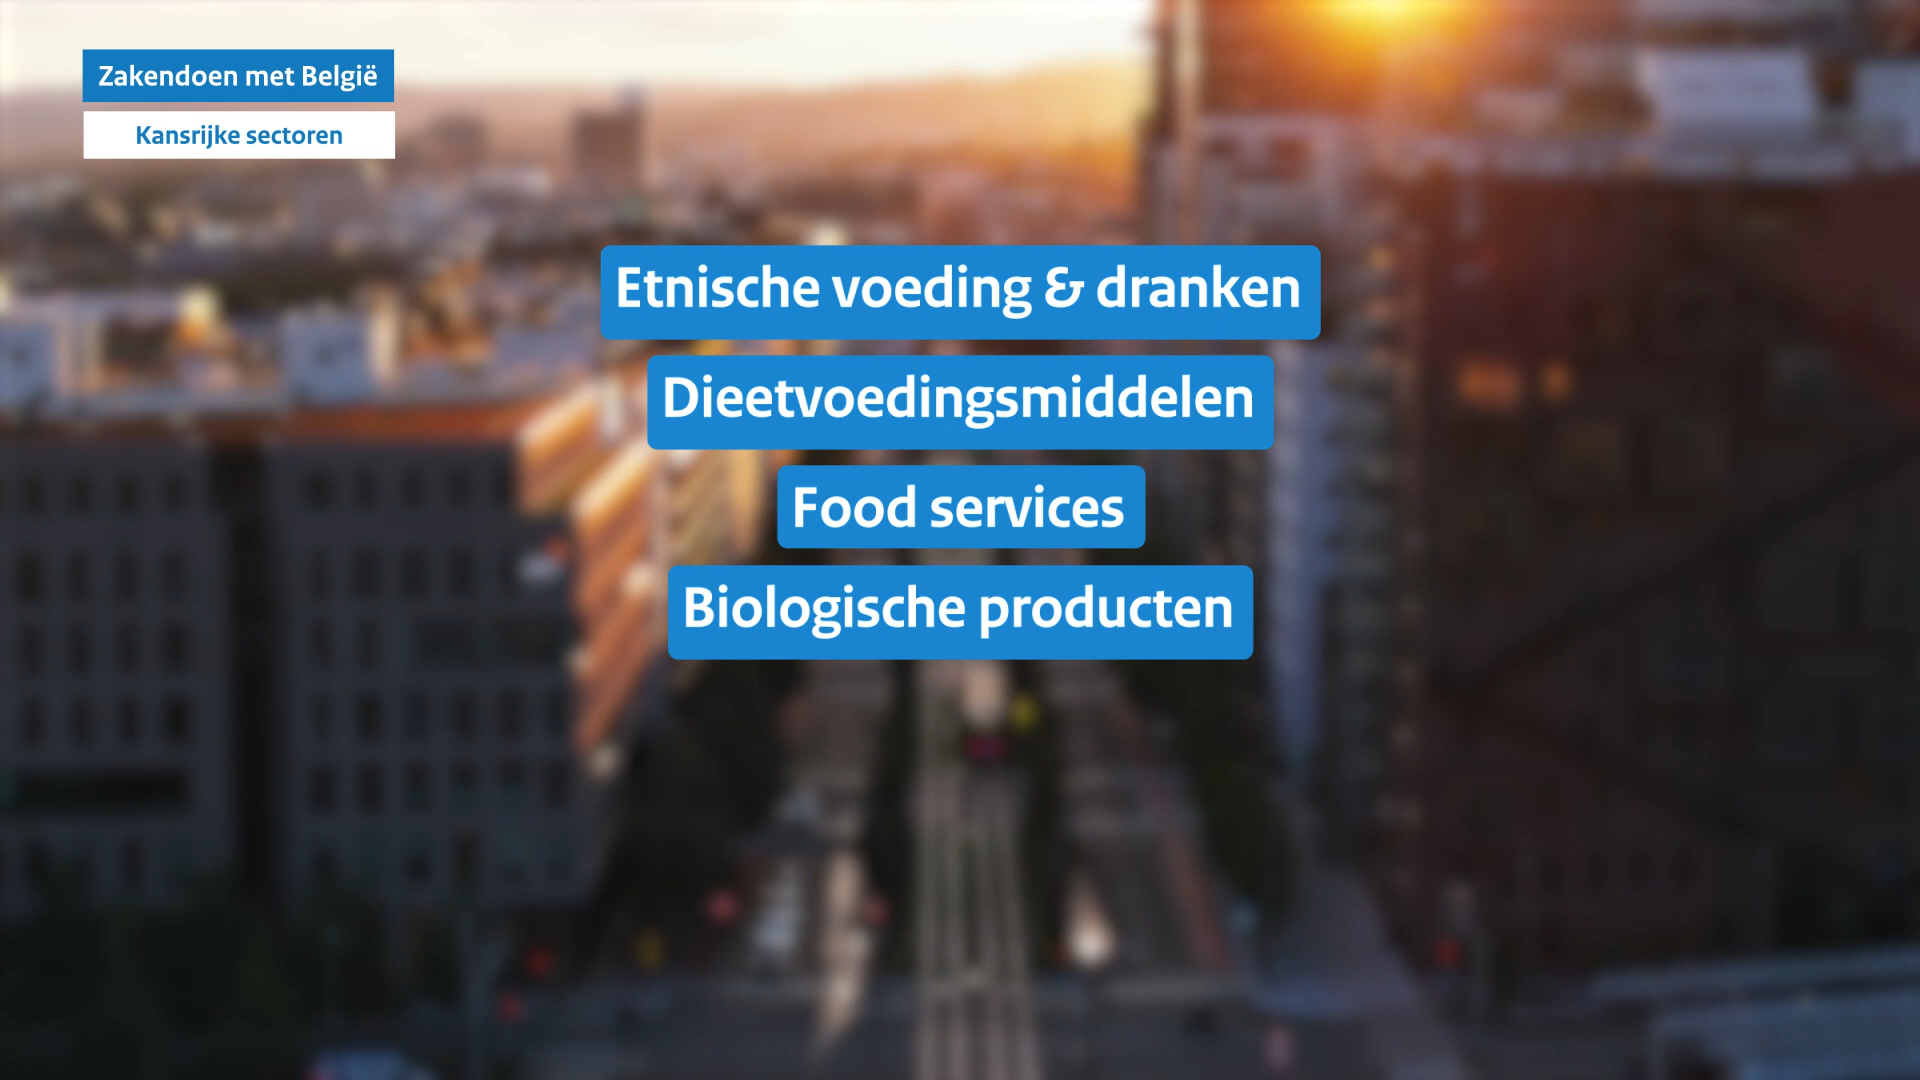 Zakendoen met België
Kansrijke sectoren
Etnische voeding & dranken
Dieetvoedingsmiddelen
Food services
Biologische producten